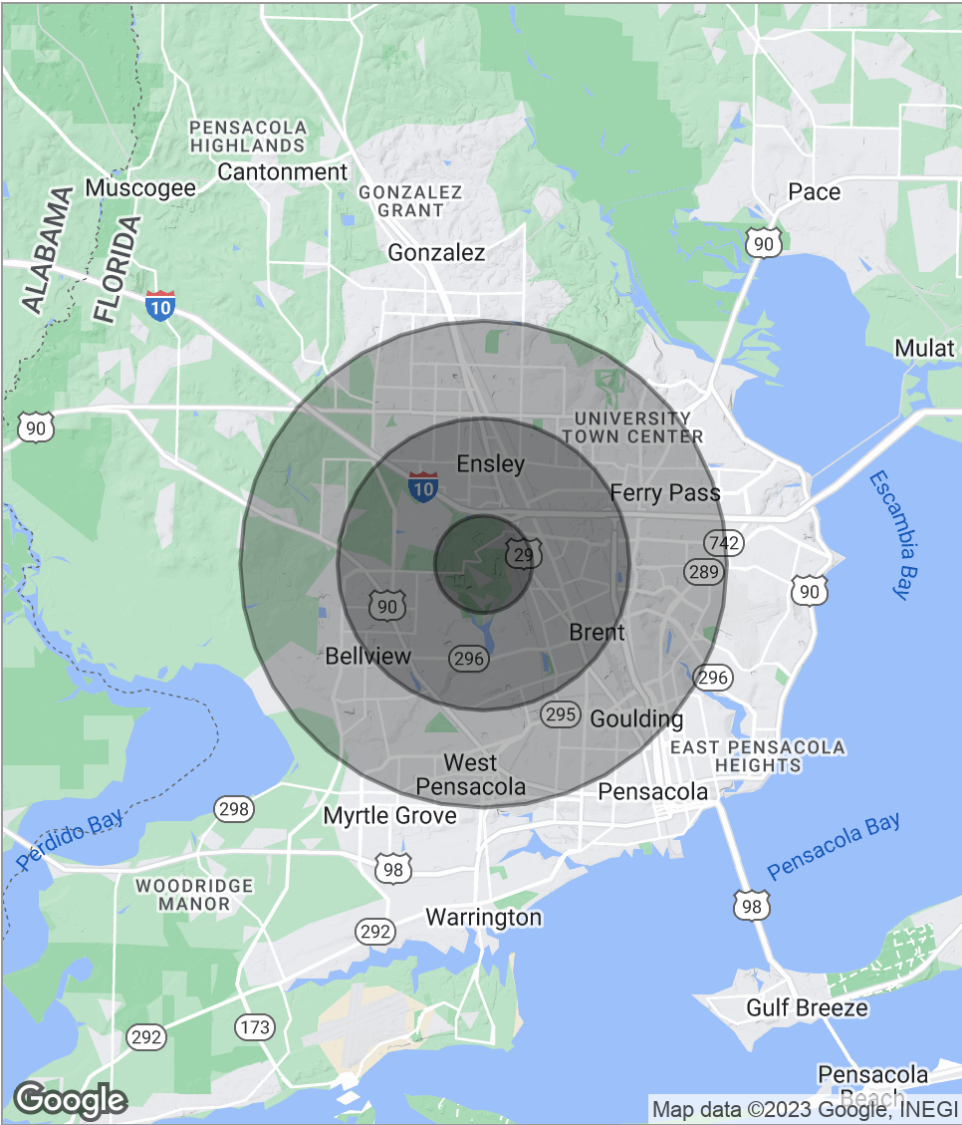 PENSACOLA
HIGHLANDS
Cantonment
Muscogee
GONZALEZ
GRANT
Pace
ALABAMA
FLORIDA
Gonzalez
90
10
Mulat
90
UNIVERSITY
TOWN CENTER
Ensley
10
Ferry Pass
Escambia Bay
29
742
289
90
90
Brent
Bellview
296
296
295
Goulding
EAST PENSACOLA
HEIGHTS
West
Pensacola
Pensacola
298
Myrtle Grove
Perdido Bay
Pensacola Bay
98
WOODRIDGE
MANOR
98
Warrington
292
Gulf Breeze
173
292
Pensacola
Beach
Google
Map data ©2023 Google, INEGI